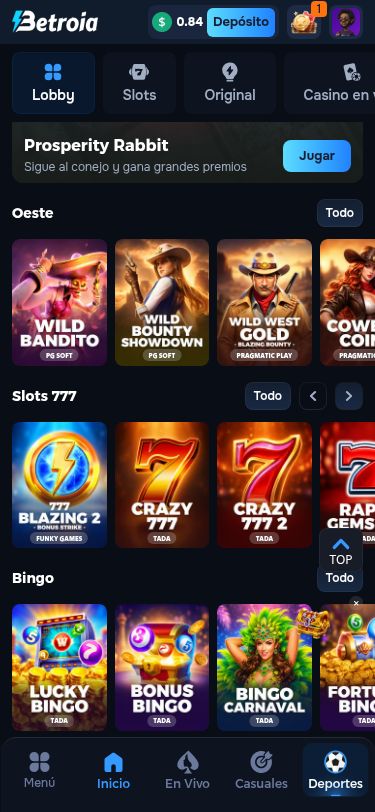 Betroia
$ 0.84 Depósito
1
Lobby
Slots
Original
Casino en v
Prosperity Rabbit
Sigue al conejo y gana grandes premios
Jugar
Oeste
Todo
WILD
BANDITO
PG SOFT
WILD
BOUNTY
SHOWDOWN
PG SOFT
WILD WEST
GOLD
BLAZING BOUNTY
PRAGMATIC PLAY
COWB
COIN
PRAGMATI
Slots 777
Todo
777
BLAZING 2
BONUS STRIKE
FUNKY GAMES
CRAZY
777
TADA
CRAZY
777 2
TADA
RAP
GEMS
TOP
Bingo
Todo
LUCKY
BINGO
TADA
BONUS
BINGO
TADA
BINGO
CARNAVAL
TADA
FORTU
BING
TADA
Menú
Inicio
En Vivo
Casuales
Deportes